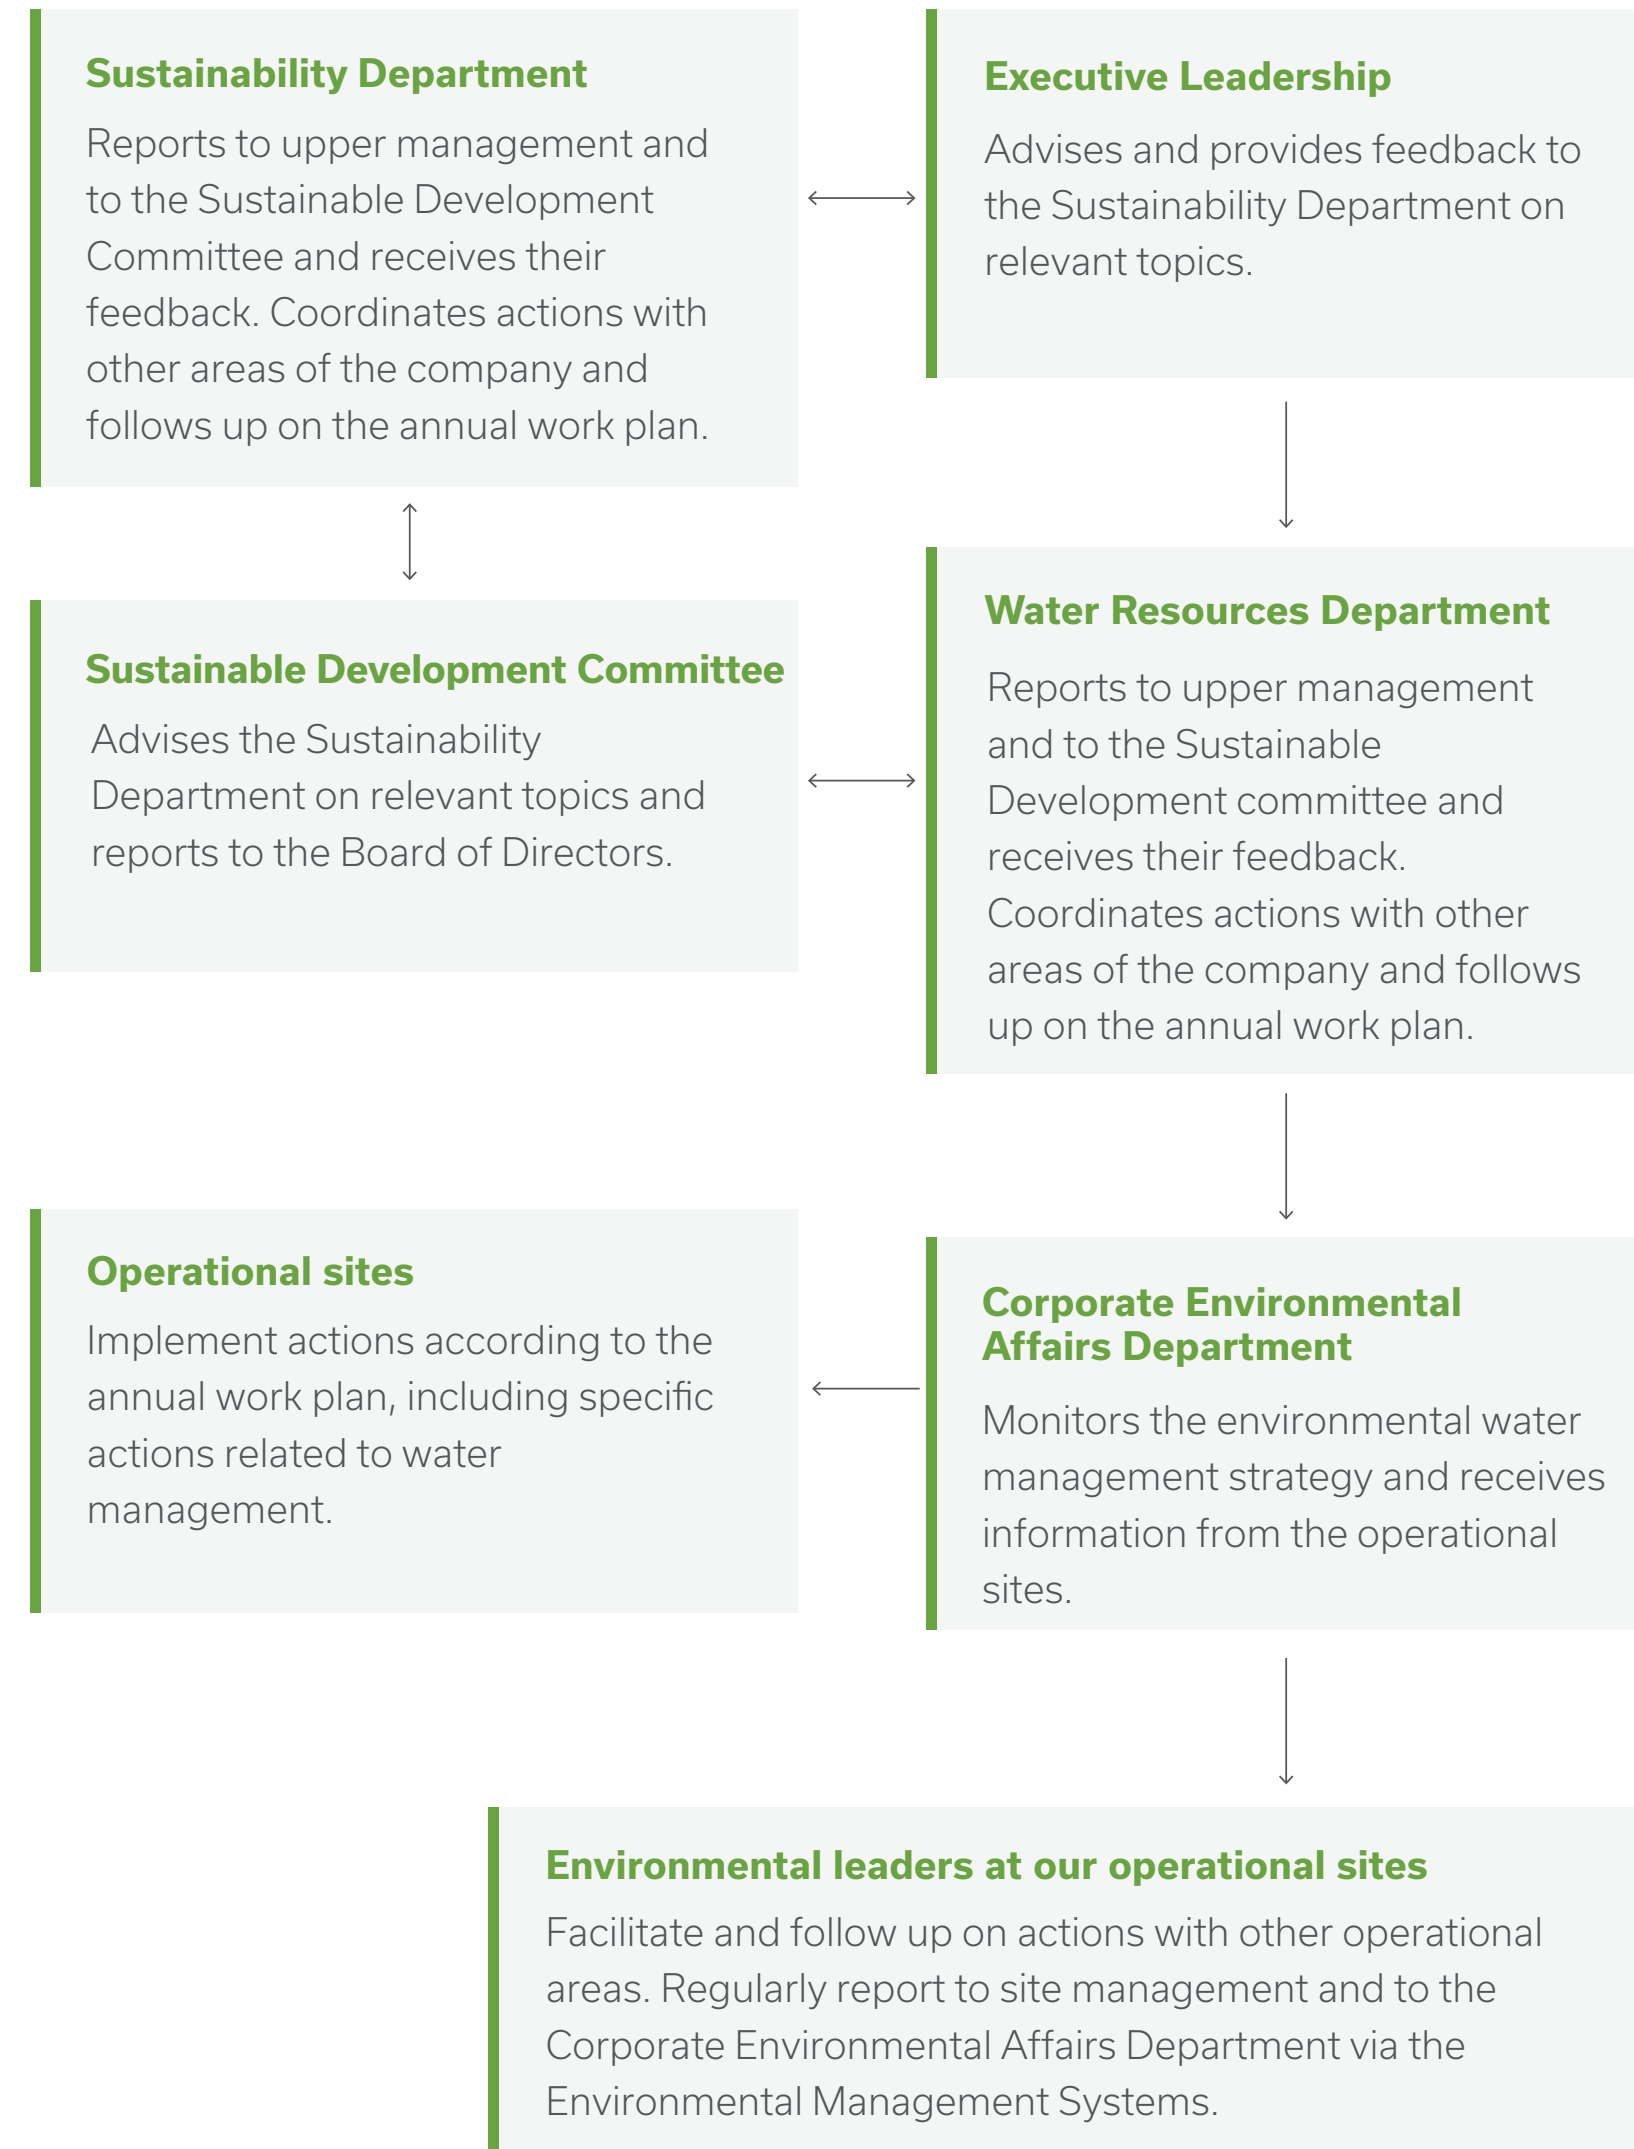 Sustainability Department
Reports to upper management and
to the Sustainable Development
Committee and receives their
feedback. Coordinates actions with
other areas of the company and
follows up on the annual work plan.
Executive Leadership
Advises and provides feedback to
the Sustainability Department on
relevant topics.
Sustainable Development Committee
Advises the Sustainability
Department on relevant topics and
reports to the Board of Directors.
Water Resources Department
Reports to upper management
and to the Sustainable
Development committee and
receives their feedback.
Coordinates actions with other
areas of the company and follows
up on the annual work plan.
Operational sites
Implement actions according to the
annual work plan, including specific
actions related to water
management.
Corporate Environmental
Affairs Department
Monitors the environmental water
management strategy and receives
information from the operational
sites.
Environmental leaders at our operational sites
Facilitate and follow up on actions with other operational
areas. Regularly report to site management and to the
Corporate Environmental Affairs Department via the
Environmental Management Systems.